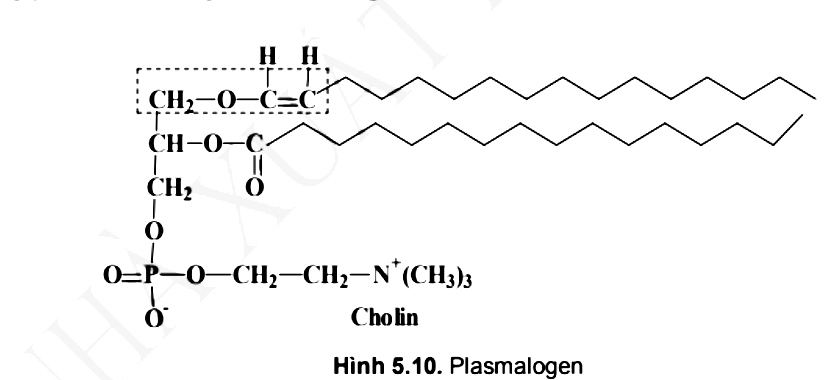 H H
CH₂—O—C=C
CH—O—C
CH₂ O
O
O=P—O—CH₂—CH₂—N⁺(CH₃)₃
O⁻ Cholin
Hình 5.10. Plasmalogen